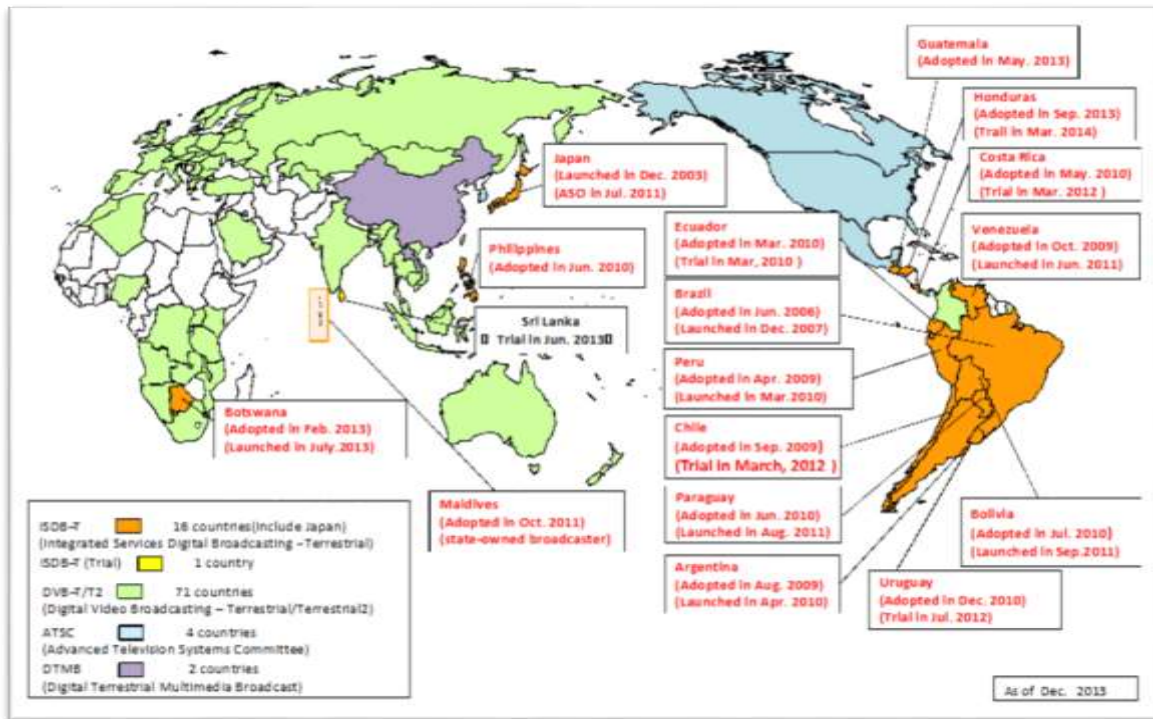 Guatemala
(Adopted in May. 2013)
Honduras
(Adopted in Sep. 2013)
(Trail in Mar. 2014)
Costa Rica
(Adopted in May. 2010)
(Trial in Mar. 2012 )
Japan
(Launched in Dec. 2003)
(ASO in Jul. 2011)
Ecuador
(Adopted in Mar. 2010)
(Trial in Mar, 2010 )
Venezuela
(Adopted in Oct. 2009)
(Launched in Jun. 2011)
Philippines
(Adopted in Jun. 2010)
Brazil
(Adopted in Jun. 2006)
(Launched in Dec. 2007)
Sri Lanka
Trial in Jun. 2013
Peru
(Adopted in Apr. 2009)
(Launched in Mar.2010)
Botswana
(Adopted in Feb. 2013)
(Launched in July.2013)
Chile
(Adopted in Sep. 2009)
(Trial in March, 2012 )
Maldives
(Adopted in Oct. 2011)
(state-owned broadcaster)
Paraguay
(Adopted in Jun. 2010)
(Launched in Aug. 2011)
Bolivia
(Adopted in Jul. 2010)
(Launched in Sep.2011)
Argentina
(Adopted in Aug. 2009)
(Launched in Apr. 2010)
Uruguay
(Adopted in Dec. 2010)
(Trial in Jul. 2012)
ISDB-T 16 countries(Include Japan)
(Integrated Services Digital Broadcasting –Terrestrial)
ISDB-T (Trial) 1 country
DVB-T/T2 71 countries
(Digital Video Broadcasting – Terrestrial/Terrestrial2)
ATSC 4 countries
(Advanced Television Systems Committee)
DTMB 2 countries
(Digital Terrestrial Multimedia Broadcast)
As of Dec. 2013